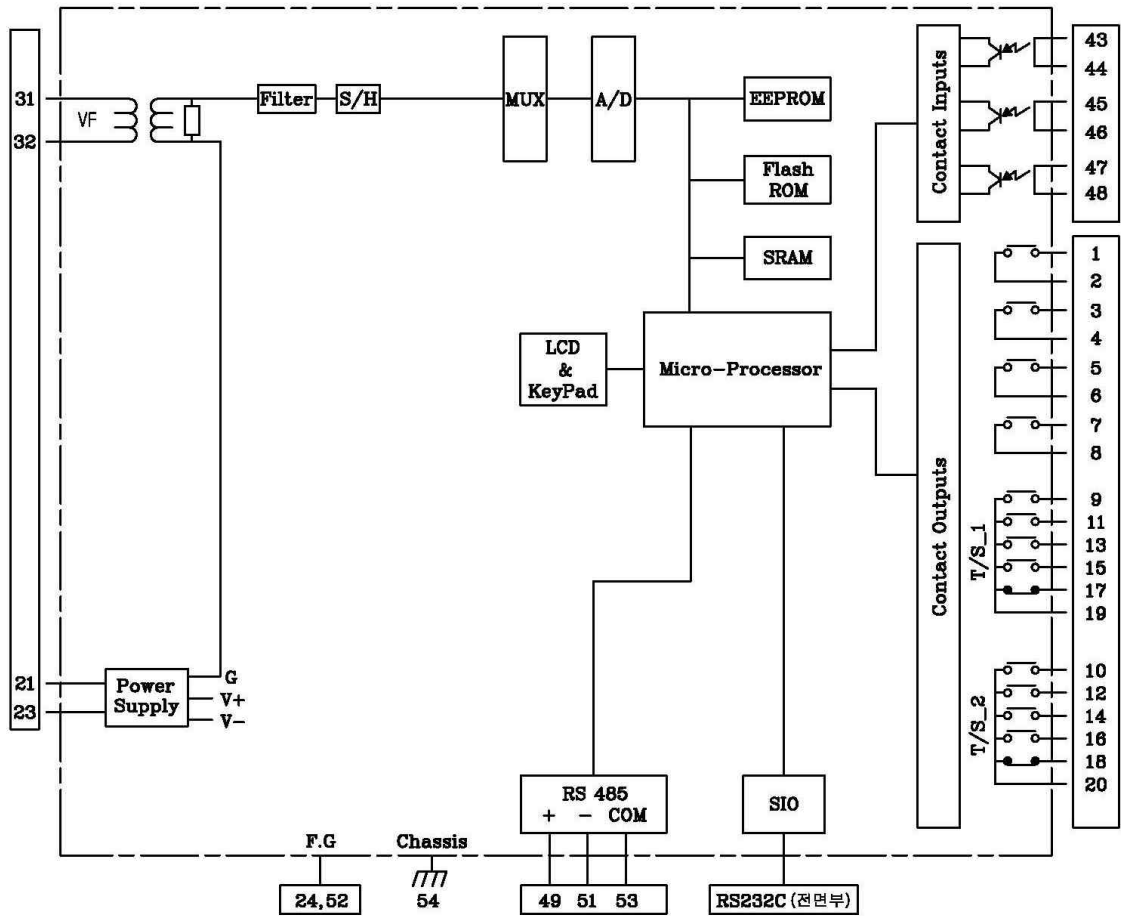 31
32
VF
Filter
S/H
MUX
A/D
EEPROM
Flash
ROM
SRAM
LCD
&
KeyPad
Micro-Processor
Contact Inputs
43
44
45
46
47
48
Contact Outputs
1
2
3
4
5
6
7
8
T/S_1
9
11
13
15
17
19
T/S_2
10
12
14
16
18
20
21
23
Power
Supply
G
V+
V-
RS 485
+ - COM
SIO
F.G
24,52
Chassis
54
49 51 53
RS232C (전면부)